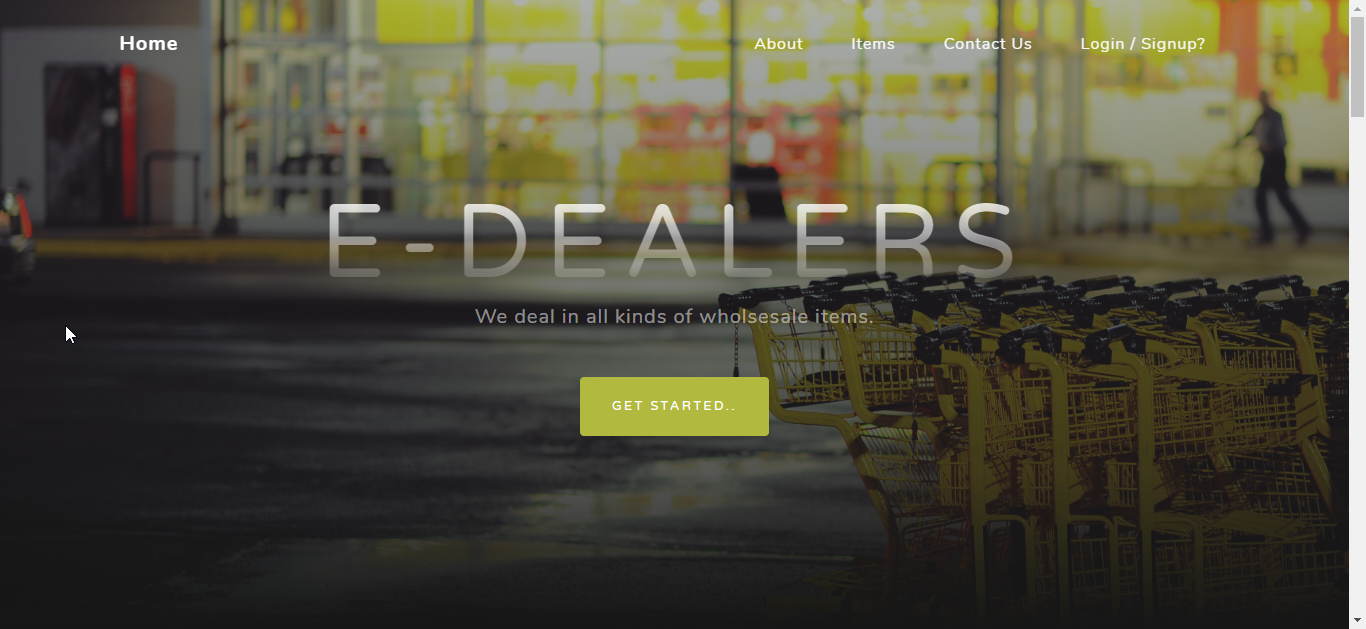 Home
About
Items
Contact Us
Login / Signup?
E-DEALERS
We deal in all kinds of wholsesale items.
GET STARTED..